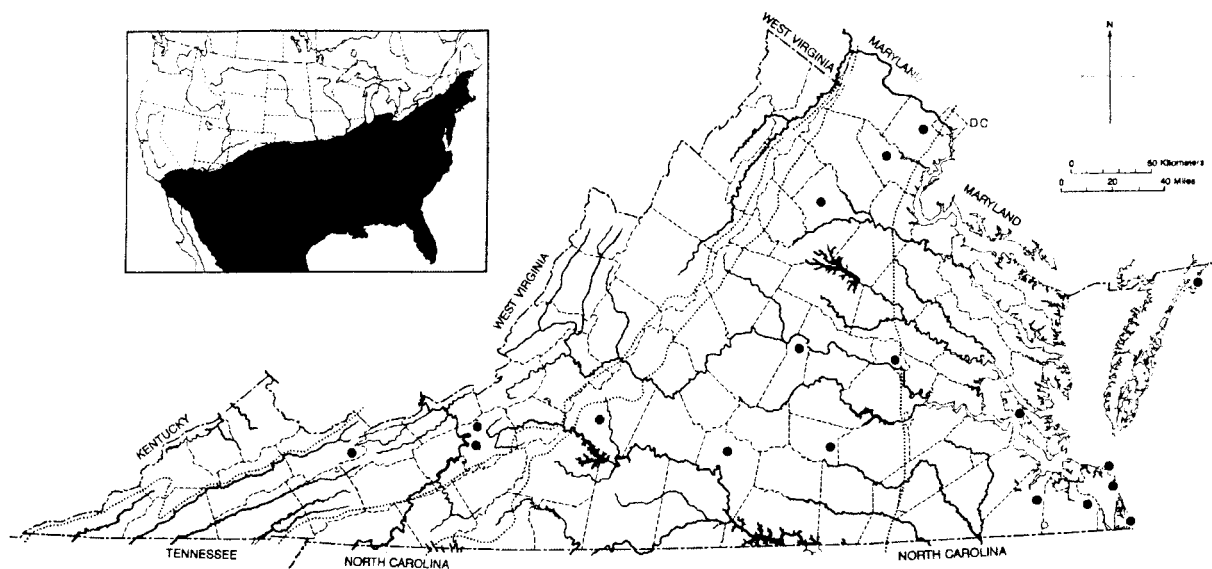 WEST VIRGINIA
MARYLAND
N
DC
0 50 Kilometers
0 20 40 Miles
MARYLAND
WEST VIRGINIA
KENTUCKY
TENNESSEE
NORTH CAROLINA
NORTH CAROLINA